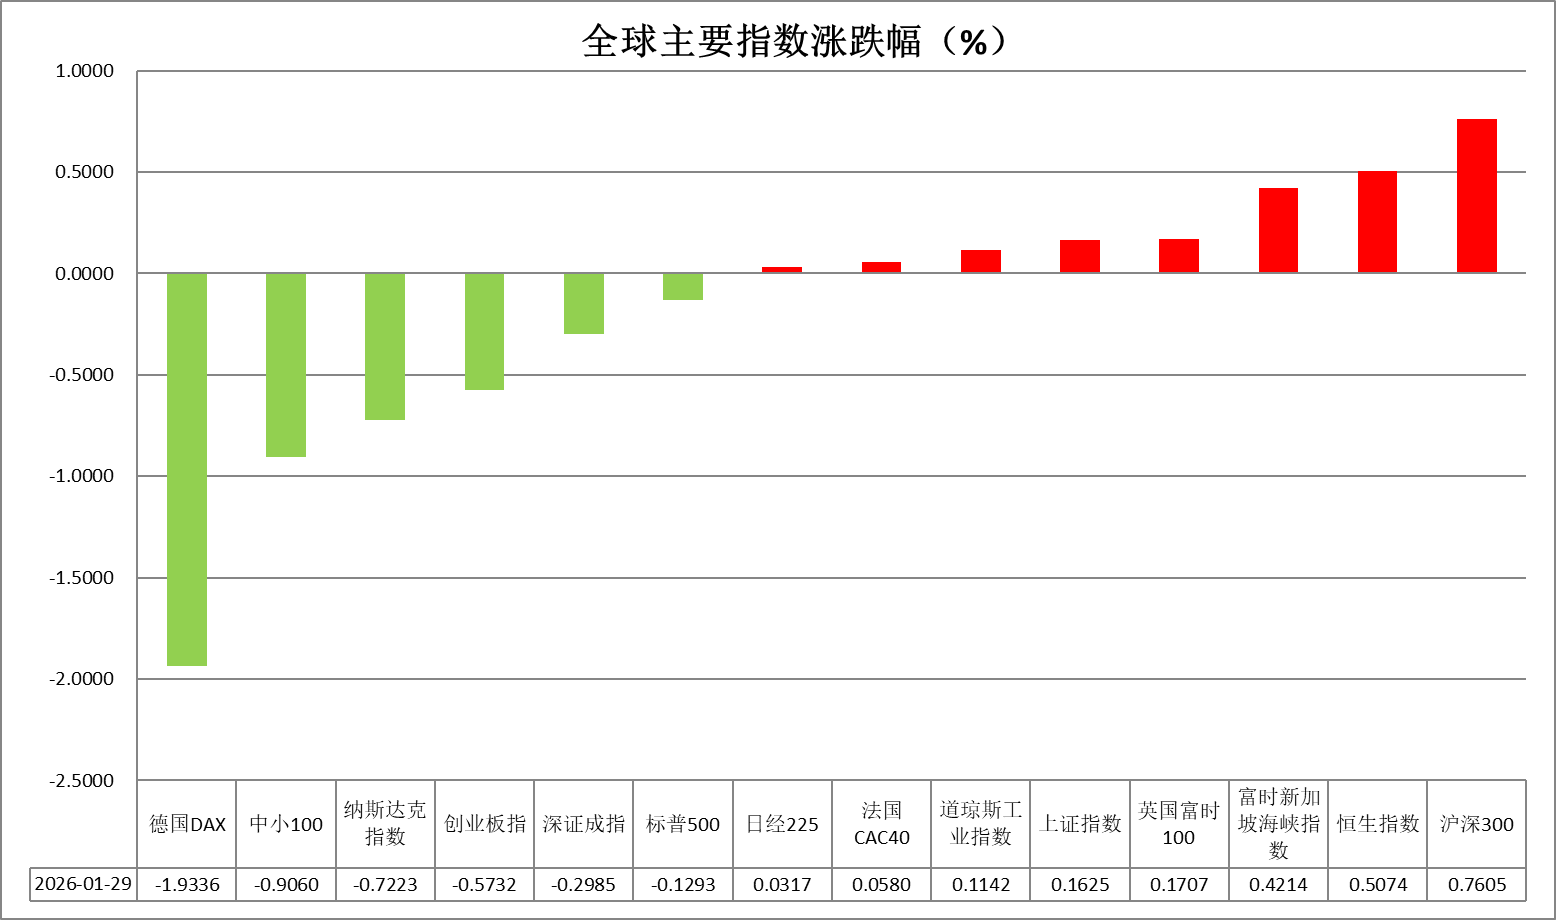 全球主要指数涨跌幅（%）
1.0000
0.5000
0.0000
-0.5000
-1.0000
-1.5000
-2.0000
-2.5000
德国DAX
中小100
纳斯达克
指数
创业板指
深证成指
标普500
日经225
法国
CAC40
道琼斯工
业指数
上证指数
英国富时
100
富时新加
坡海峡指
数
恒生指数
沪深300
2026-01-29 -1.9336 -0.9060 -0.7223 -0.5732 -0.2985 -0.1293 0.0317 0.0580 0.1142 0.1625 0.1707 0.4214 0.5074 0.7605